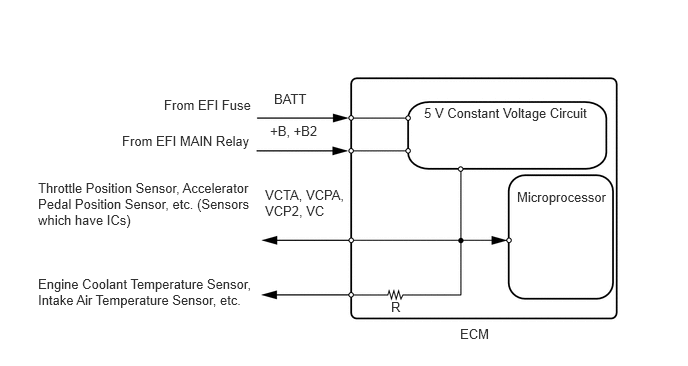 From EFI Fuse
BATT
5 V Constant Voltage Circuit
From EFI MAIN Relay
+B, +B2
Throttle Position Sensor, Accelerator
Pedal Position Sensor, etc. (Sensors
which have ICs)
VCTA, VCPA,
VCP2, VC
Microprocessor
Engine Coolant Temperature Sensor,
Intake Air Temperature Sensor, etc.
R
ECM